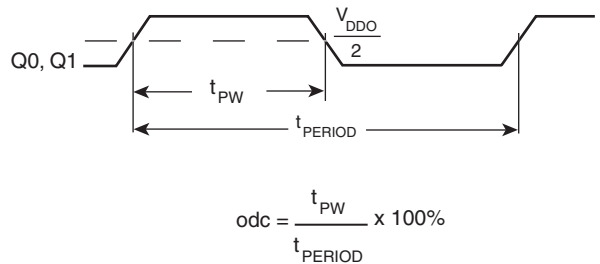 V_DDO
2
Q0, Q1
t_PW
t_PERIOD
odc = t_PW / t_PERIOD x 100%